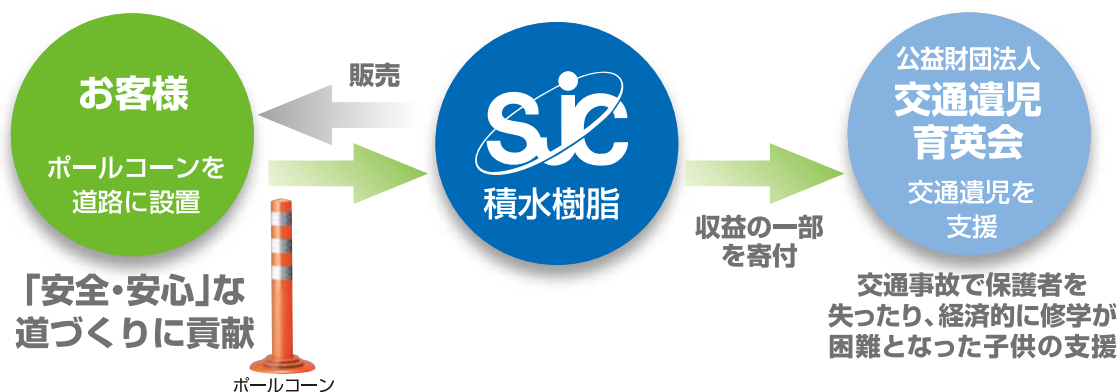 お客様
ポールコーンを
道路に設置
「安全・安心」な
道づくりに貢献
ポールコーン
販売
SJC
積水樹脂
収益の一部
を寄付
公益財団法人
交通遺児
育英会
交通遺児を
支援
交通事故で保護者を
失ったり、経済的に修学が
困難となった子供の支援